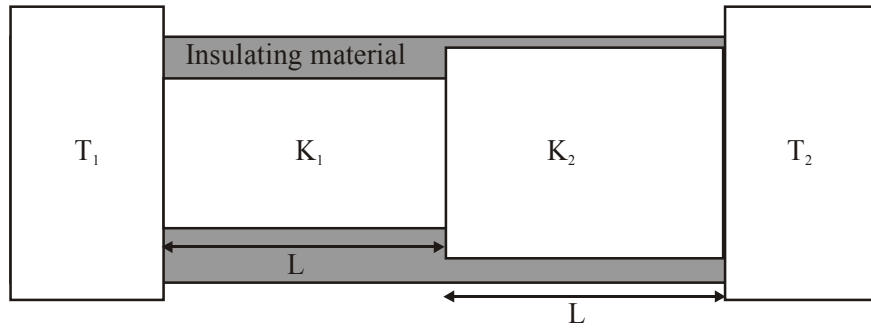 Insulating material
T₁
K₁
K₂
T₂
L
L